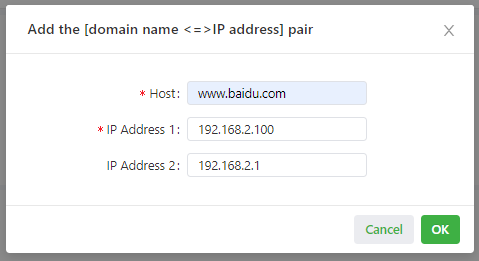 Add the [domain name <=>IP address] pair
* Host: www.baidu.com
* IP Address 1: 192.168.2.100
IP Address 2: 192.168.2.1
Cancel OK